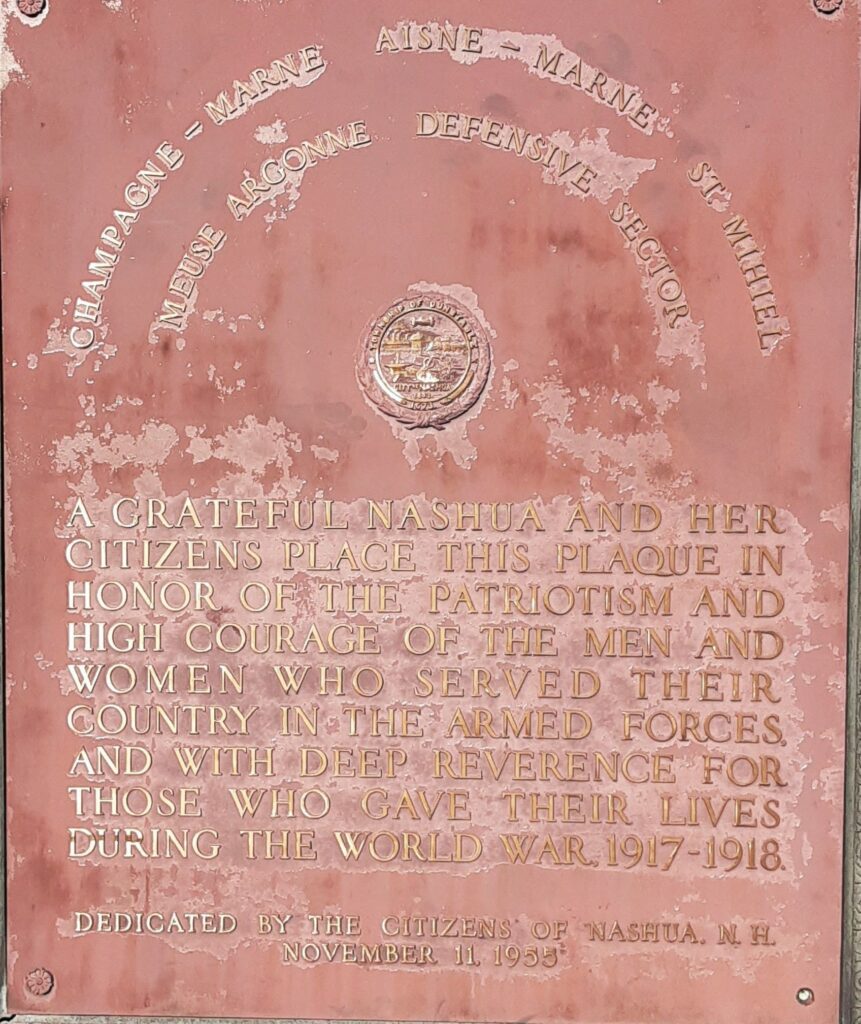 CHAMPAGNE - MARNE AISNE - MARNE ST. MIHIEL
MEUSE ARGONNE DEFENSIVE SECTOR
A GRATEFUL NASHUA AND HER
CITIZENS PLACE THIS PLAQUE IN
HONOR OF THE PATRIOTISM AND
HIGH COURAGE OF THE MEN AND
WOMEN WHO SERVED THEIR
COUNTRY IN THE ARMED FORCES,
AND WITH DEEP REVERENCE FOR
THOSE WHO GAVE THEIR LIVES
DURING THE WORLD WAR, 1917-1918.
DEDICATED BY THE CITIZENS OF NASHUA, N. H.
NOVEMBER 11, 1955